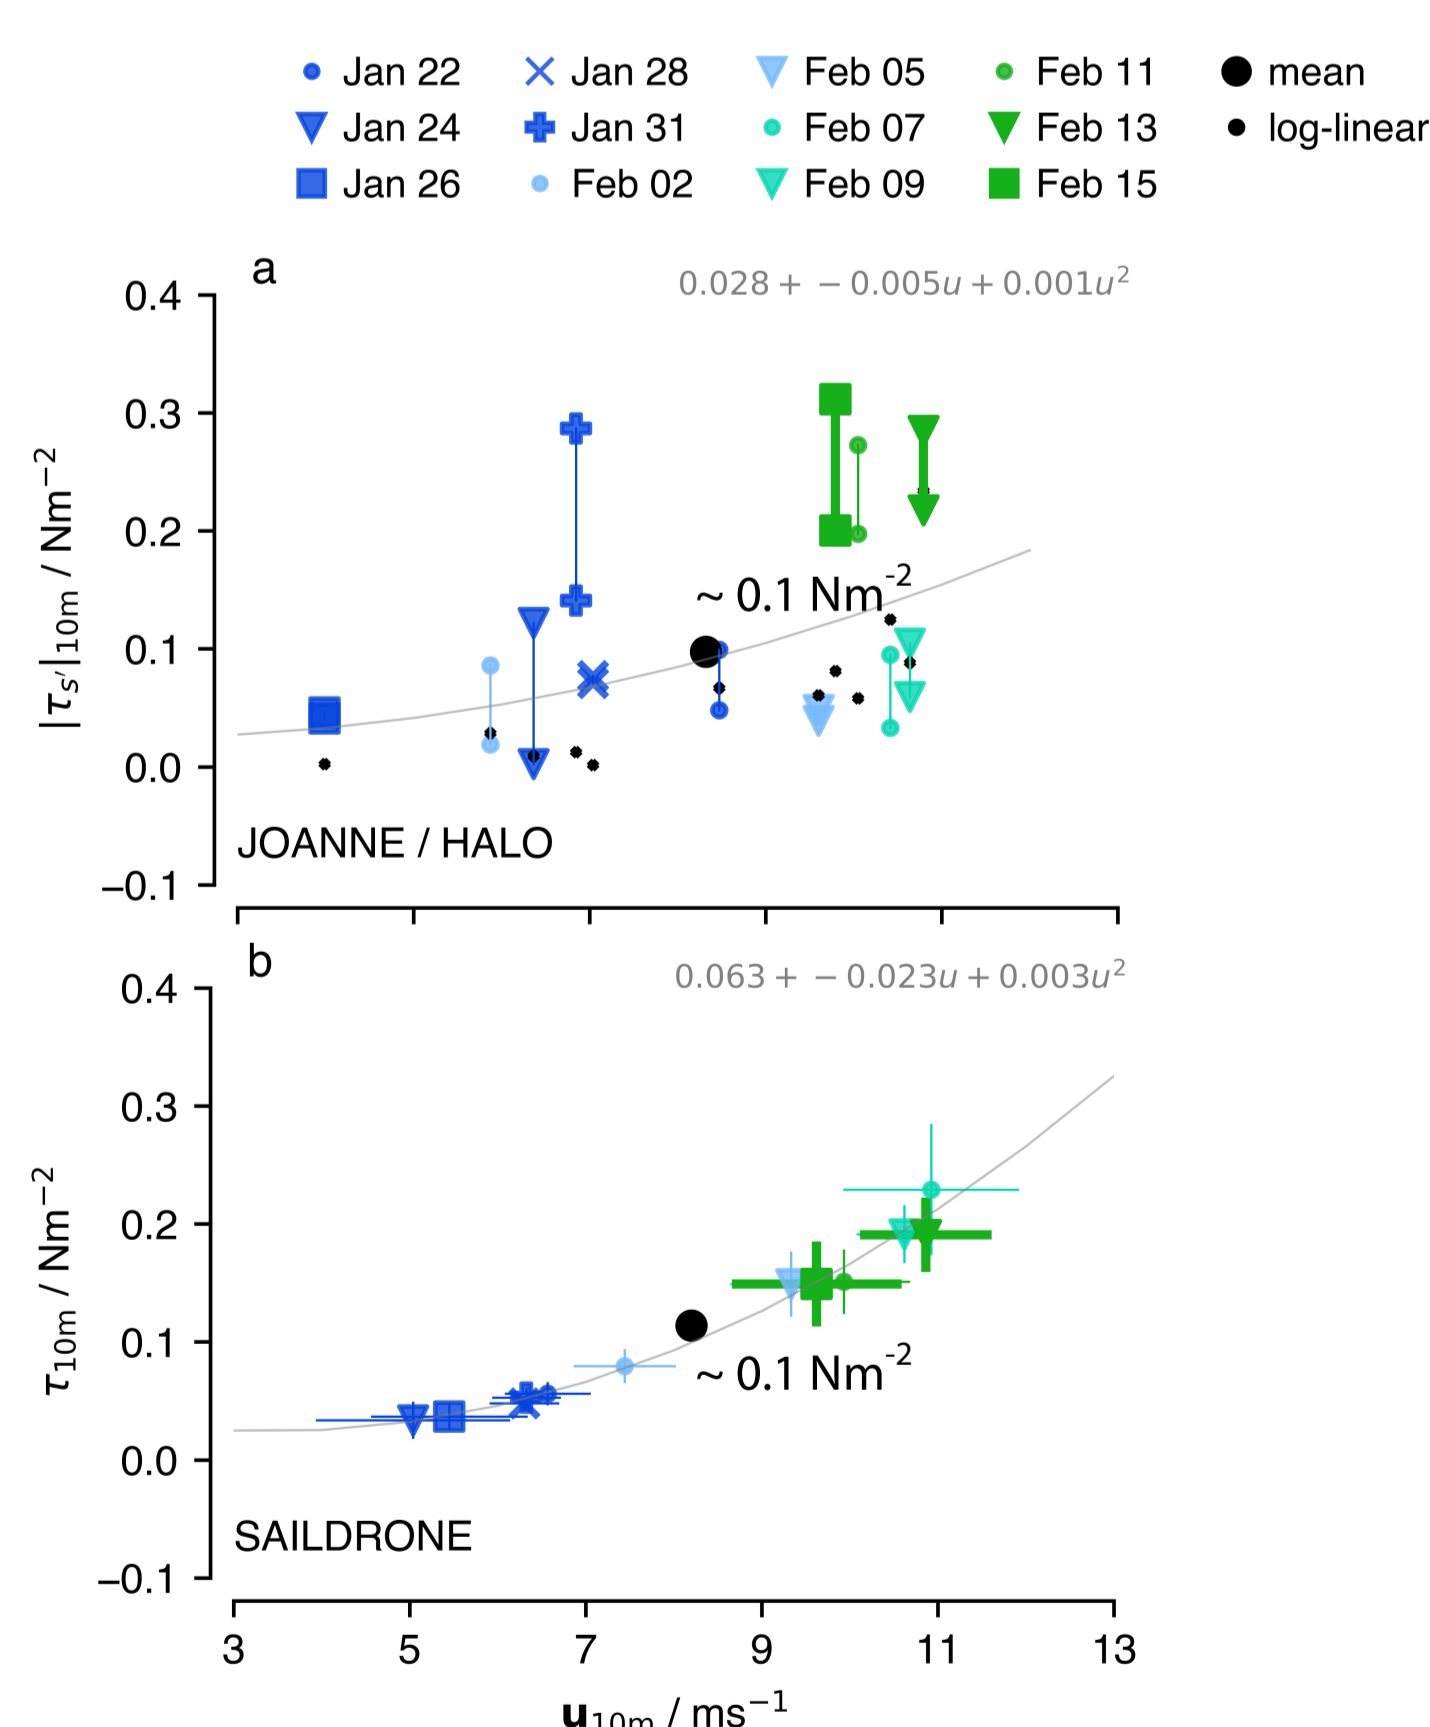 Jan 22 Jan 28 Feb 05 Feb 11 mean
Jan 24 Jan 31 Feb 07 Feb 13 log-linear
Jan 26 Feb 02 Feb 09 Feb 15
a
0.028 + −0.005u + 0.001u²
0.4
0.3
0.2
0.1
0.0
−0.1
|τ_s′|_10m / Nm⁻²
~ 0.1 Nm⁻²
JOANNE / HALO
b
0.063 + −0.023u + 0.003u²
0.4
0.3
0.2
0.1
0.0
−0.1
τ_10m / Nm⁻²
~ 0.1 Nm⁻²
SAILDRONE
3 5 7 9 11 13
u_10m / ms⁻¹